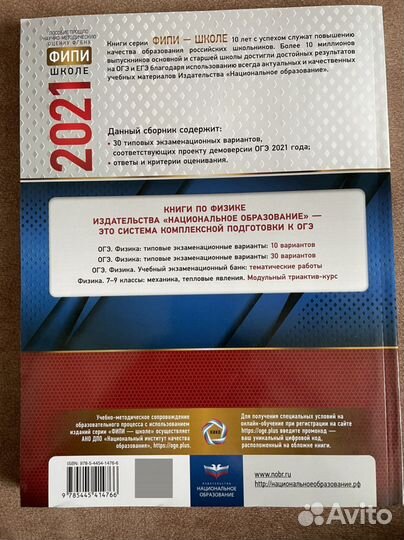 ПОСОБИЕ ПРОШЛО
НАУЧНО-МЕТОДИЧЕСКУЮ
ОЦЕНКУ ФГБНУ
ФИПИ
ШКОЛЕ
2021
Книги серии ФИПИ — ШКОЛЕ 10 лет с успехом служат повышению
качества образования российских школьников. Более 10 миллионов
выпускников основной и старшей школы достигли достойных результатов
на ОГЭ и ЕГЭ благодаря использованию всегда актуальных и качественных
учебных материалов Издательства «Национальное образование».
Данный сборник содержит:
• 30 типовых экзаменационных вариантов,
соответствующих проекту демоверсии ОГЭ 2021 года;
• ответы и критерии оценивания.
КНИГИ ПО ФИЗИКЕ
ИЗДАТЕЛЬСТВА «НАЦИОНАЛЬНОЕ ОБРАЗОВАНИЕ» —
ЭТО СИСТЕМА КОМПЛЕКСНОЙ ПОДГОТОВКИ К ОГЭ
ОГЭ. Физика: типовые экзаменационные варианты: 10 вариантов
ОГЭ. Физика: типовые экзаменационные варианты: 30 вариантов
ОГЭ. Физика. Учебный экзаменационный банк: тематические работы
Физика. 7–9 классы: механика, тепловые явления. Модульный триактив-курс
Учебно-методическое сопровождение
образовательного процесса с использованием
изданий серии «ФИПИ — школе» осуществляет
АНО ДПО «Национальный институт качества
образования», https://oge.plus.
Для получения специальных условий на
онлайн-обучение при регистрации на сайте
https://oge.plus введите промокод —
ваш уникальный цифровой код,
расположенный на обложке книги.
ISBN 978-5-4454-1476-6
9 785445 414766
ИЗДАТЕЛЬСТВО
НАЦИОНАЛЬНОЕ
ОБРАЗОВАНИЕ
www.nobr.ru
http://национальноеобразование.рф
Avito